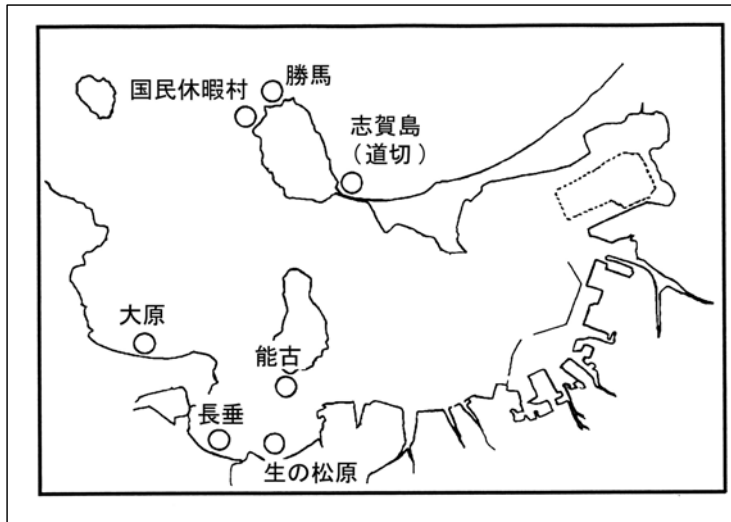 勝馬
国民休暇村
志賀島
（道切）
大原
能古
長垂
生の松原